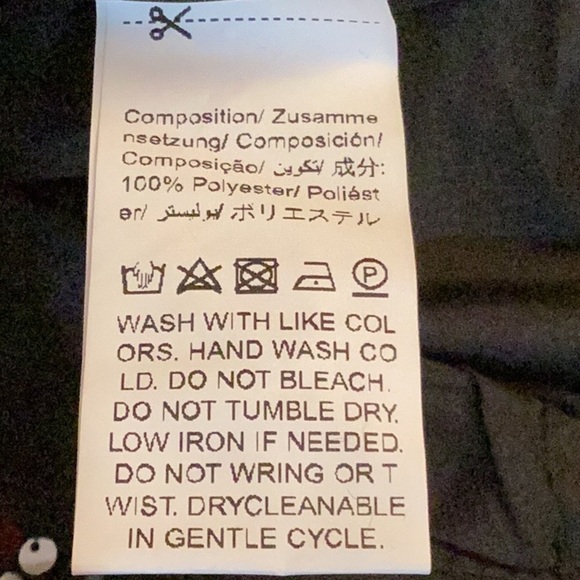 Composition/ Zusamme
nsetzung/ Composición/
Composição/ تكوين/ 成分:
100% Polyester/ Poliést
er/ بوليستر/ ポリエステル
P
WASH WITH LIKE COL
ORS. HAND WASH CO
LD. DO NOT BLEACH.
DO NOT TUMBLE DRY.
LOW IRON IF NEEDED.
DO NOT WRING OR T
WIST. DRYCLEANABLE
IN GENTLE CYCLE.